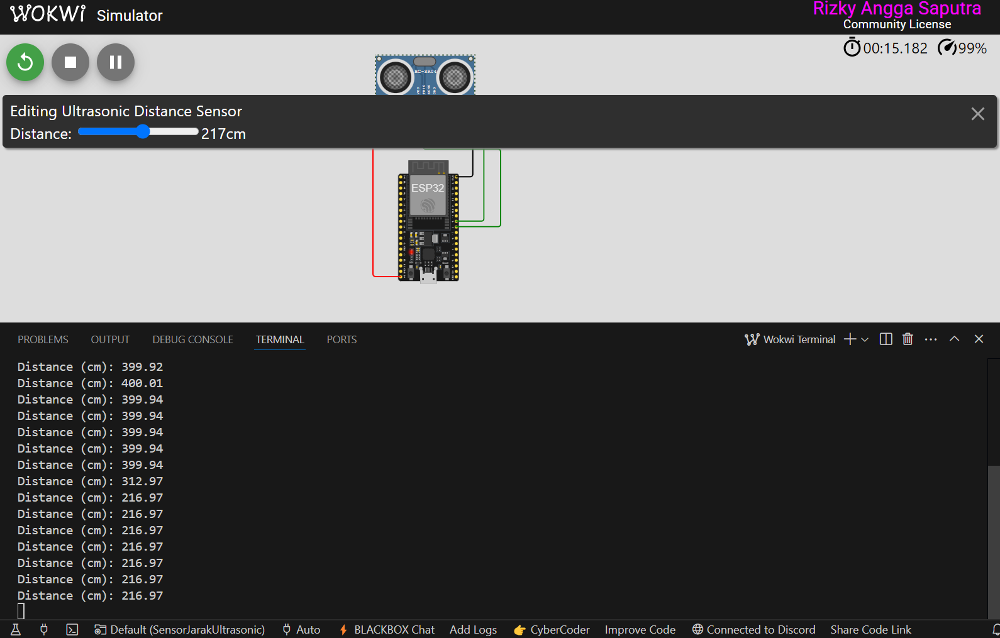 WOKWI Simulator
Rizky Angga Saputra
Community License
00:15.182 99%
HC-SR04
Editing Ultrasonic Distance Sensor
Distance: 217cm
ESP32
PROBLEMS OUTPUT DEBUG CONSOLE TERMINAL PORTS Wokwi Terminal
Distance (cm): 399.92
Distance (cm): 400.01
Distance (cm): 399.94
Distance (cm): 399.94
Distance (cm): 399.94
Distance (cm): 399.94
Distance (cm): 399.94
Distance (cm): 312.97
Distance (cm): 216.97
Distance (cm): 216.97
Distance (cm): 216.97
Distance (cm): 216.97
Distance (cm): 216.97
Distance (cm): 216.97
Distance (cm): 216.97
Default (SensorJarakUltrasonic) Auto BLACKBOX Chat Add Logs CyberCoder Improve Code Connected to Discord Share Code Link